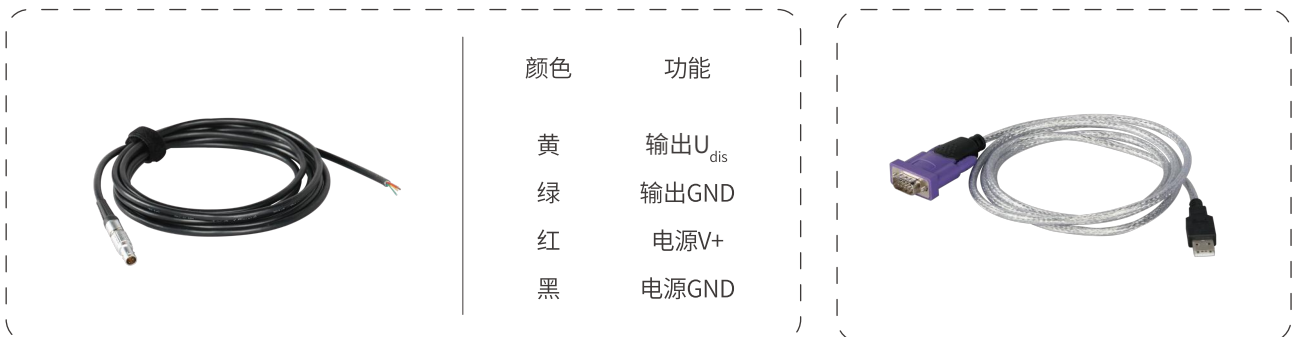 颜色 功能
黄 输出Udis
绿 输出GND
红 电源V+
黑 电源GND